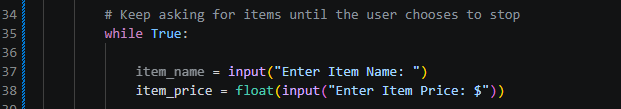 34 # Keep asking for items until the user chooses to stop
35 while True:
36
37 item_name = input("Enter Item Name: ")
38 item_price = float(input("Enter Item Price: $"))